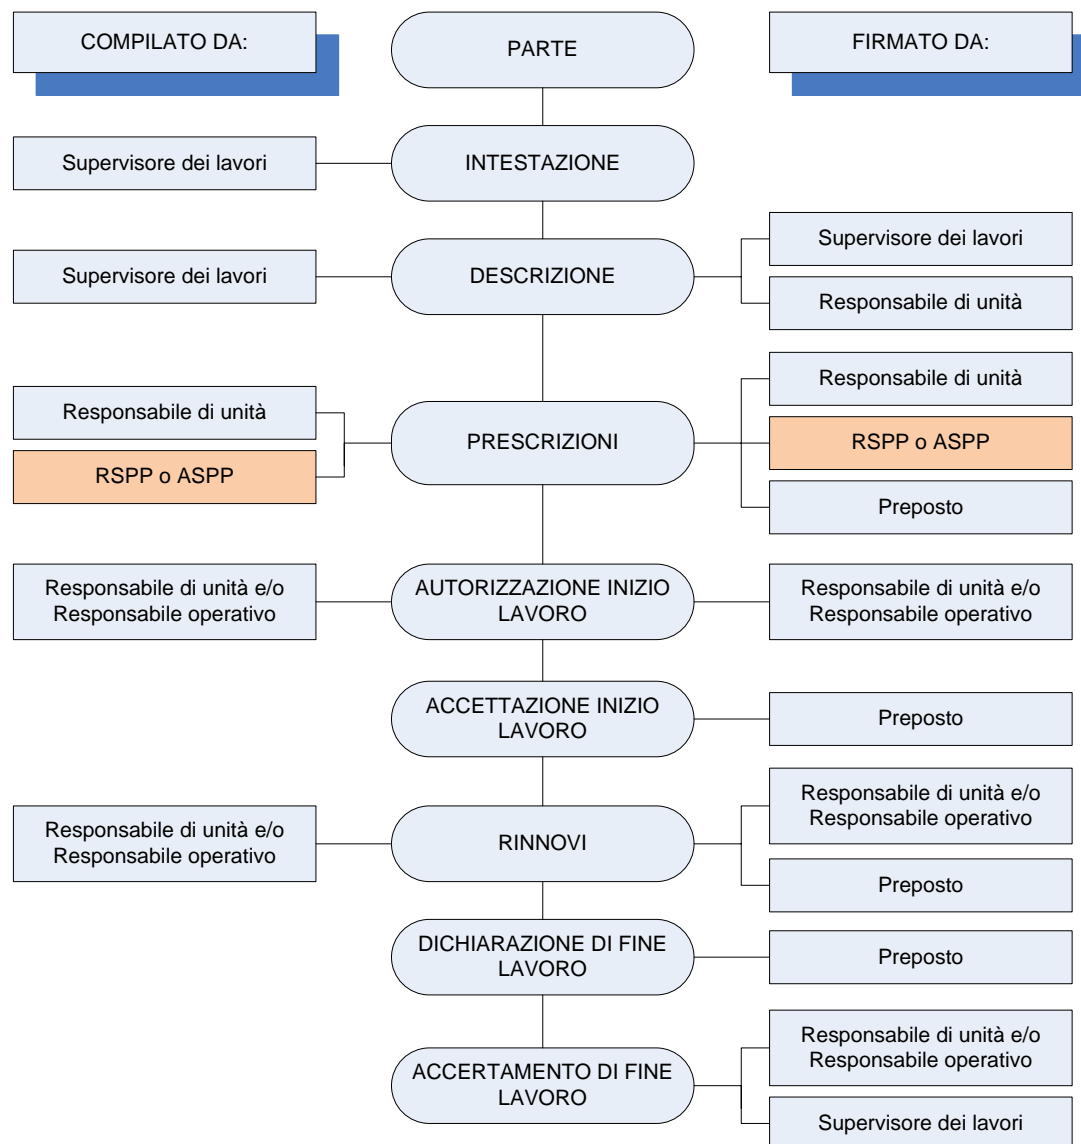 COMPILATO DA:
PARTE
FIRMATO DA:
Supervisore dei lavori
INTESTAZIONE
Supervisore dei lavori
DESCRIZIONE
Supervisore dei lavori
Responsabile di unità
Responsabile di unità
RSPP o ASPP
PRESCRIZIONI
Responsabile di unità
RSPP o ASPP
Preposto
Responsabile di unità e/o
Responsabile operativo
AUTORIZZAZIONE INIZIO
LAVORO
Responsabile di unità e/o
Responsabile operativo
ACCETTAZIONE INIZIO
LAVORO
Preposto
Responsabile di unità e/o
Responsabile operativo
RINNOVI
Responsabile di unità e/o
Responsabile operativo
Preposto
DICHIARAZIONE DI FINE
LAVORO
Preposto
ACCERTAMENTO DI FINE
LAVORO
Responsabile di unità e/o
Responsabile operativo
Supervisore dei lavori